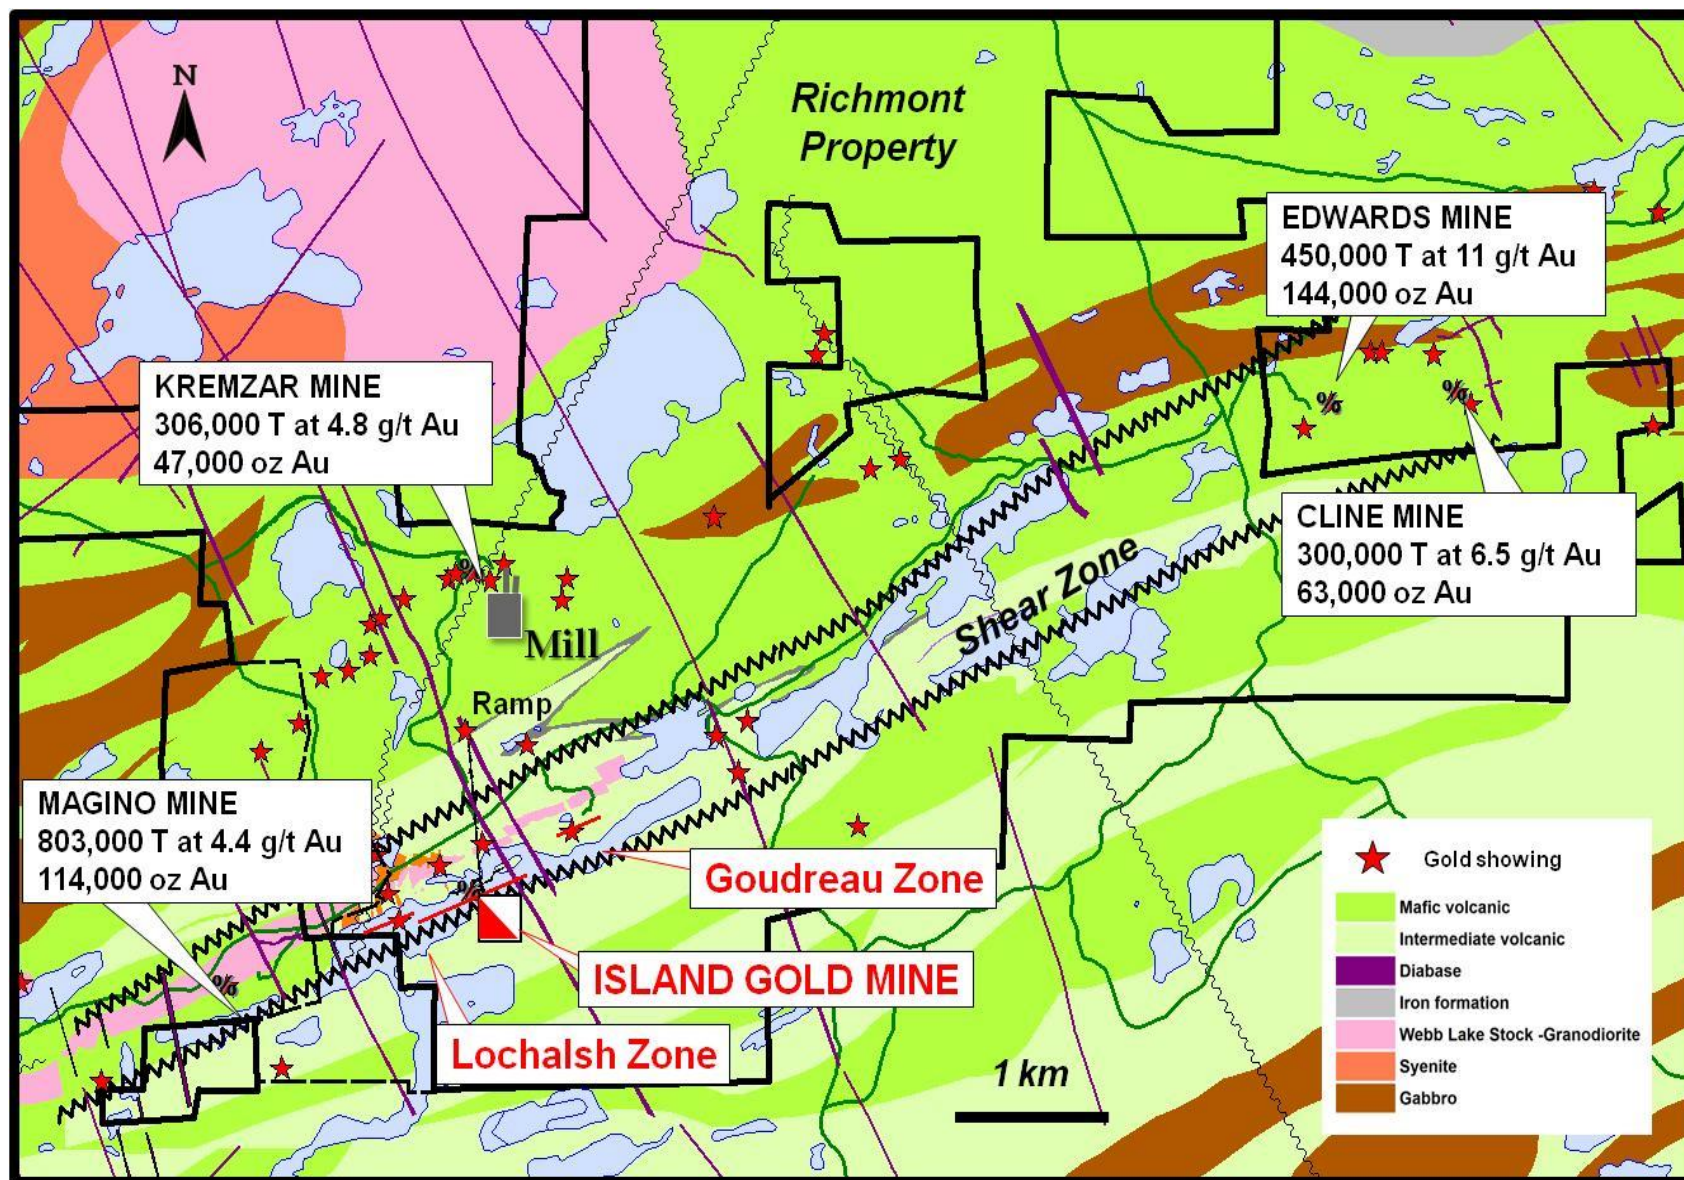 N
Richmont
Property
EDWARDS MINE
450,000 T at 11 g/t Au
144,000 oz Au
KREMZAR MINE
306,000 T at 4.8 g/t Au
47,000 oz Au
CLINE MINE
300,000 T at 6.5 g/t Au
63,000 oz Au
Shear Zone
Mill
Ramp
MAGINO MINE
803,000 T at 4.4 g/t Au
114,000 oz Au
Goudreau Zone
ISLAND GOLD MINE
Lochalsh Zone
1 km
Gold showing
Mafic volcanic
Intermediate volcanic
Diabase
Iron formation
Webb Lake Stock -Granodiorite
Syenite
Gabbro